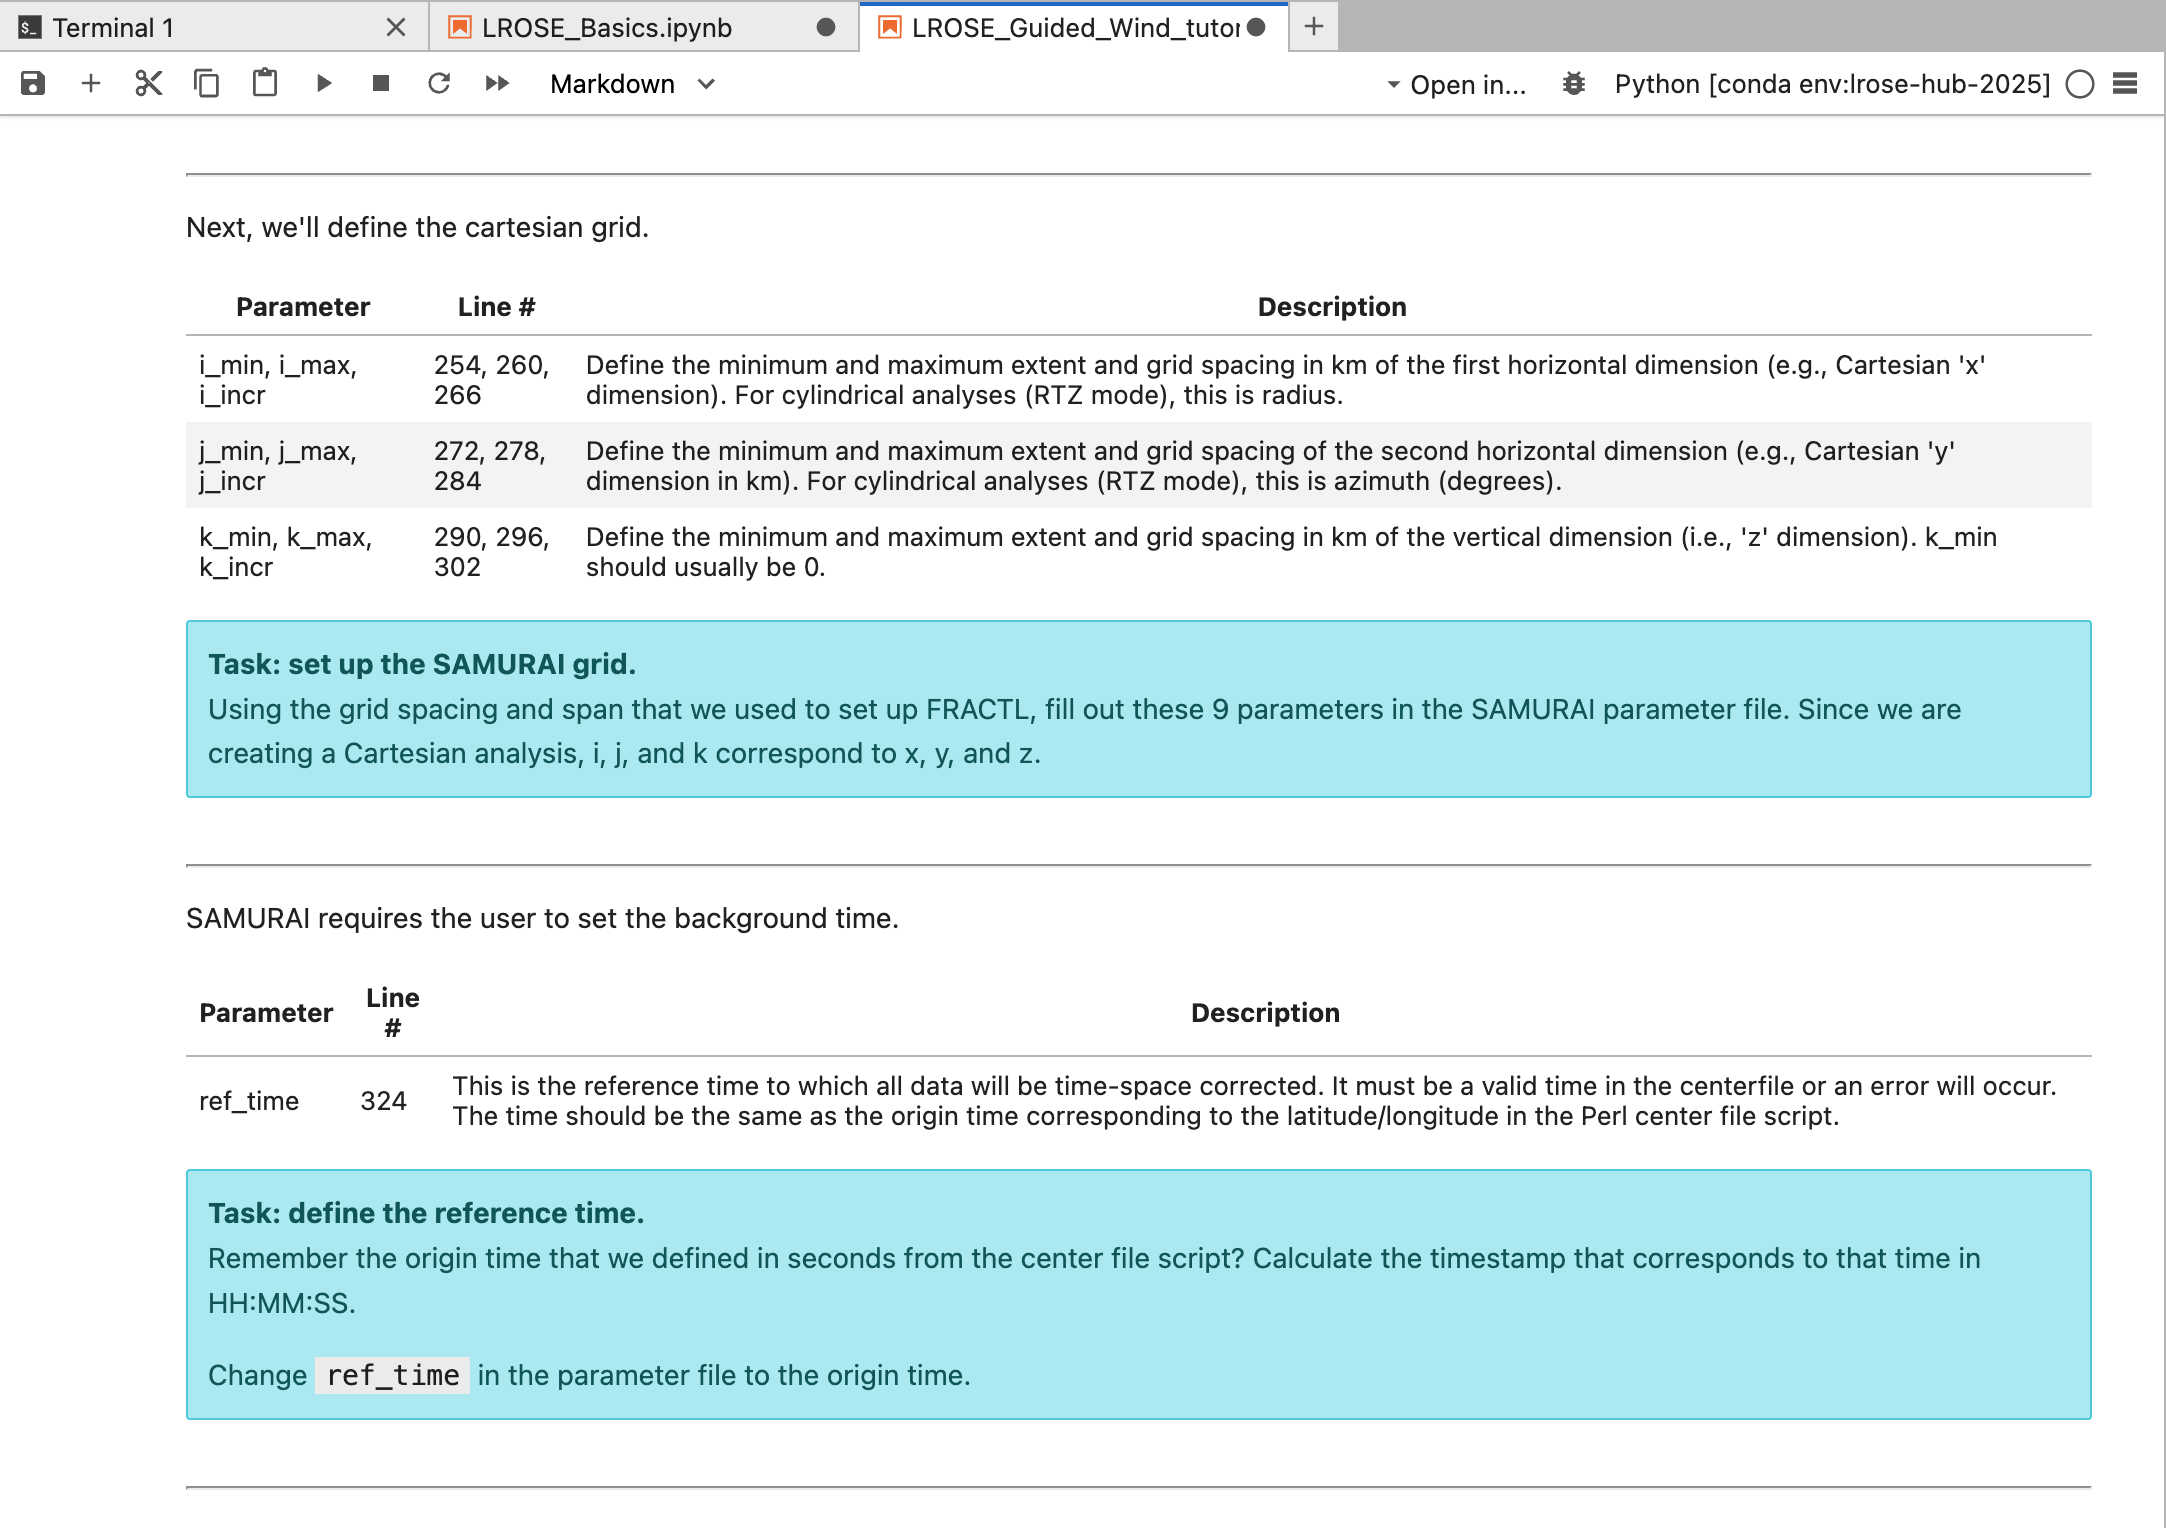 Terminal 1
LROSE_Basics.ipynb
LROSE_Guided_Wind_tutor
Markdown
Open in...
Python [conda env:lrose-hub-2025]
Next, we'll define the cartesian grid.
Parameter Line # Description
i_min, i_max, 254, 260, Define the minimum and maximum extent and grid spacing in km of the first horizontal dimension (e.g., Cartesian 'x'
i_incr 266 dimension). For cylindrical analyses (RTZ mode), this is radius.
j_min, j_max, 272, 278, Define the minimum and maximum extent and grid spacing of the second horizontal dimension (e.g., Cartesian 'y'
j_incr 284 dimension in km). For cylindrical analyses (RTZ mode), this is azimuth (degrees).
k_min, k_max, 290, 296, Define the minimum and maximum extent and grid spacing in km of the vertical dimension (i.e., 'z' dimension). k_min
k_incr 302 should usually be 0.
Task: set up the SAMURAI grid.
Using the grid spacing and span that we used to set up FRACTL, fill out these 9 parameters in the SAMURAI parameter file. Since we are
creating a Cartesian analysis, i, j, and k correspond to x, y, and z.
SAMURAI requires the user to set the background time.
Parameter Line # Description
ref_time 324 This is the reference time to which all data will be time-space corrected. It must be a valid time in the centerfile or an error will occur.
The time should be the same as the origin time corresponding to the latitude/longitude in the Perl center file script.
Task: define the reference time.
Remember the origin time that we defined in seconds from the center file script? Calculate the timestamp that corresponds to that time in
HH:MM:SS.
Change ref_time in the parameter file to the origin time.